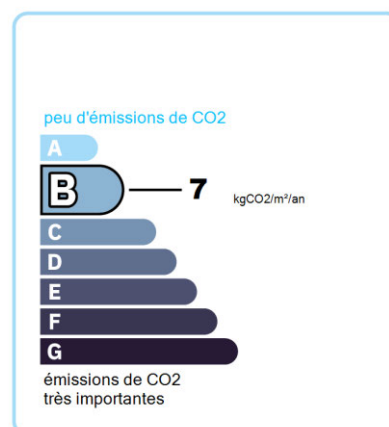 peu d'émissions de CO2
A
B 7 kgCO2/m²/an
C
D
E
F
G
émissions de CO2
très importantes